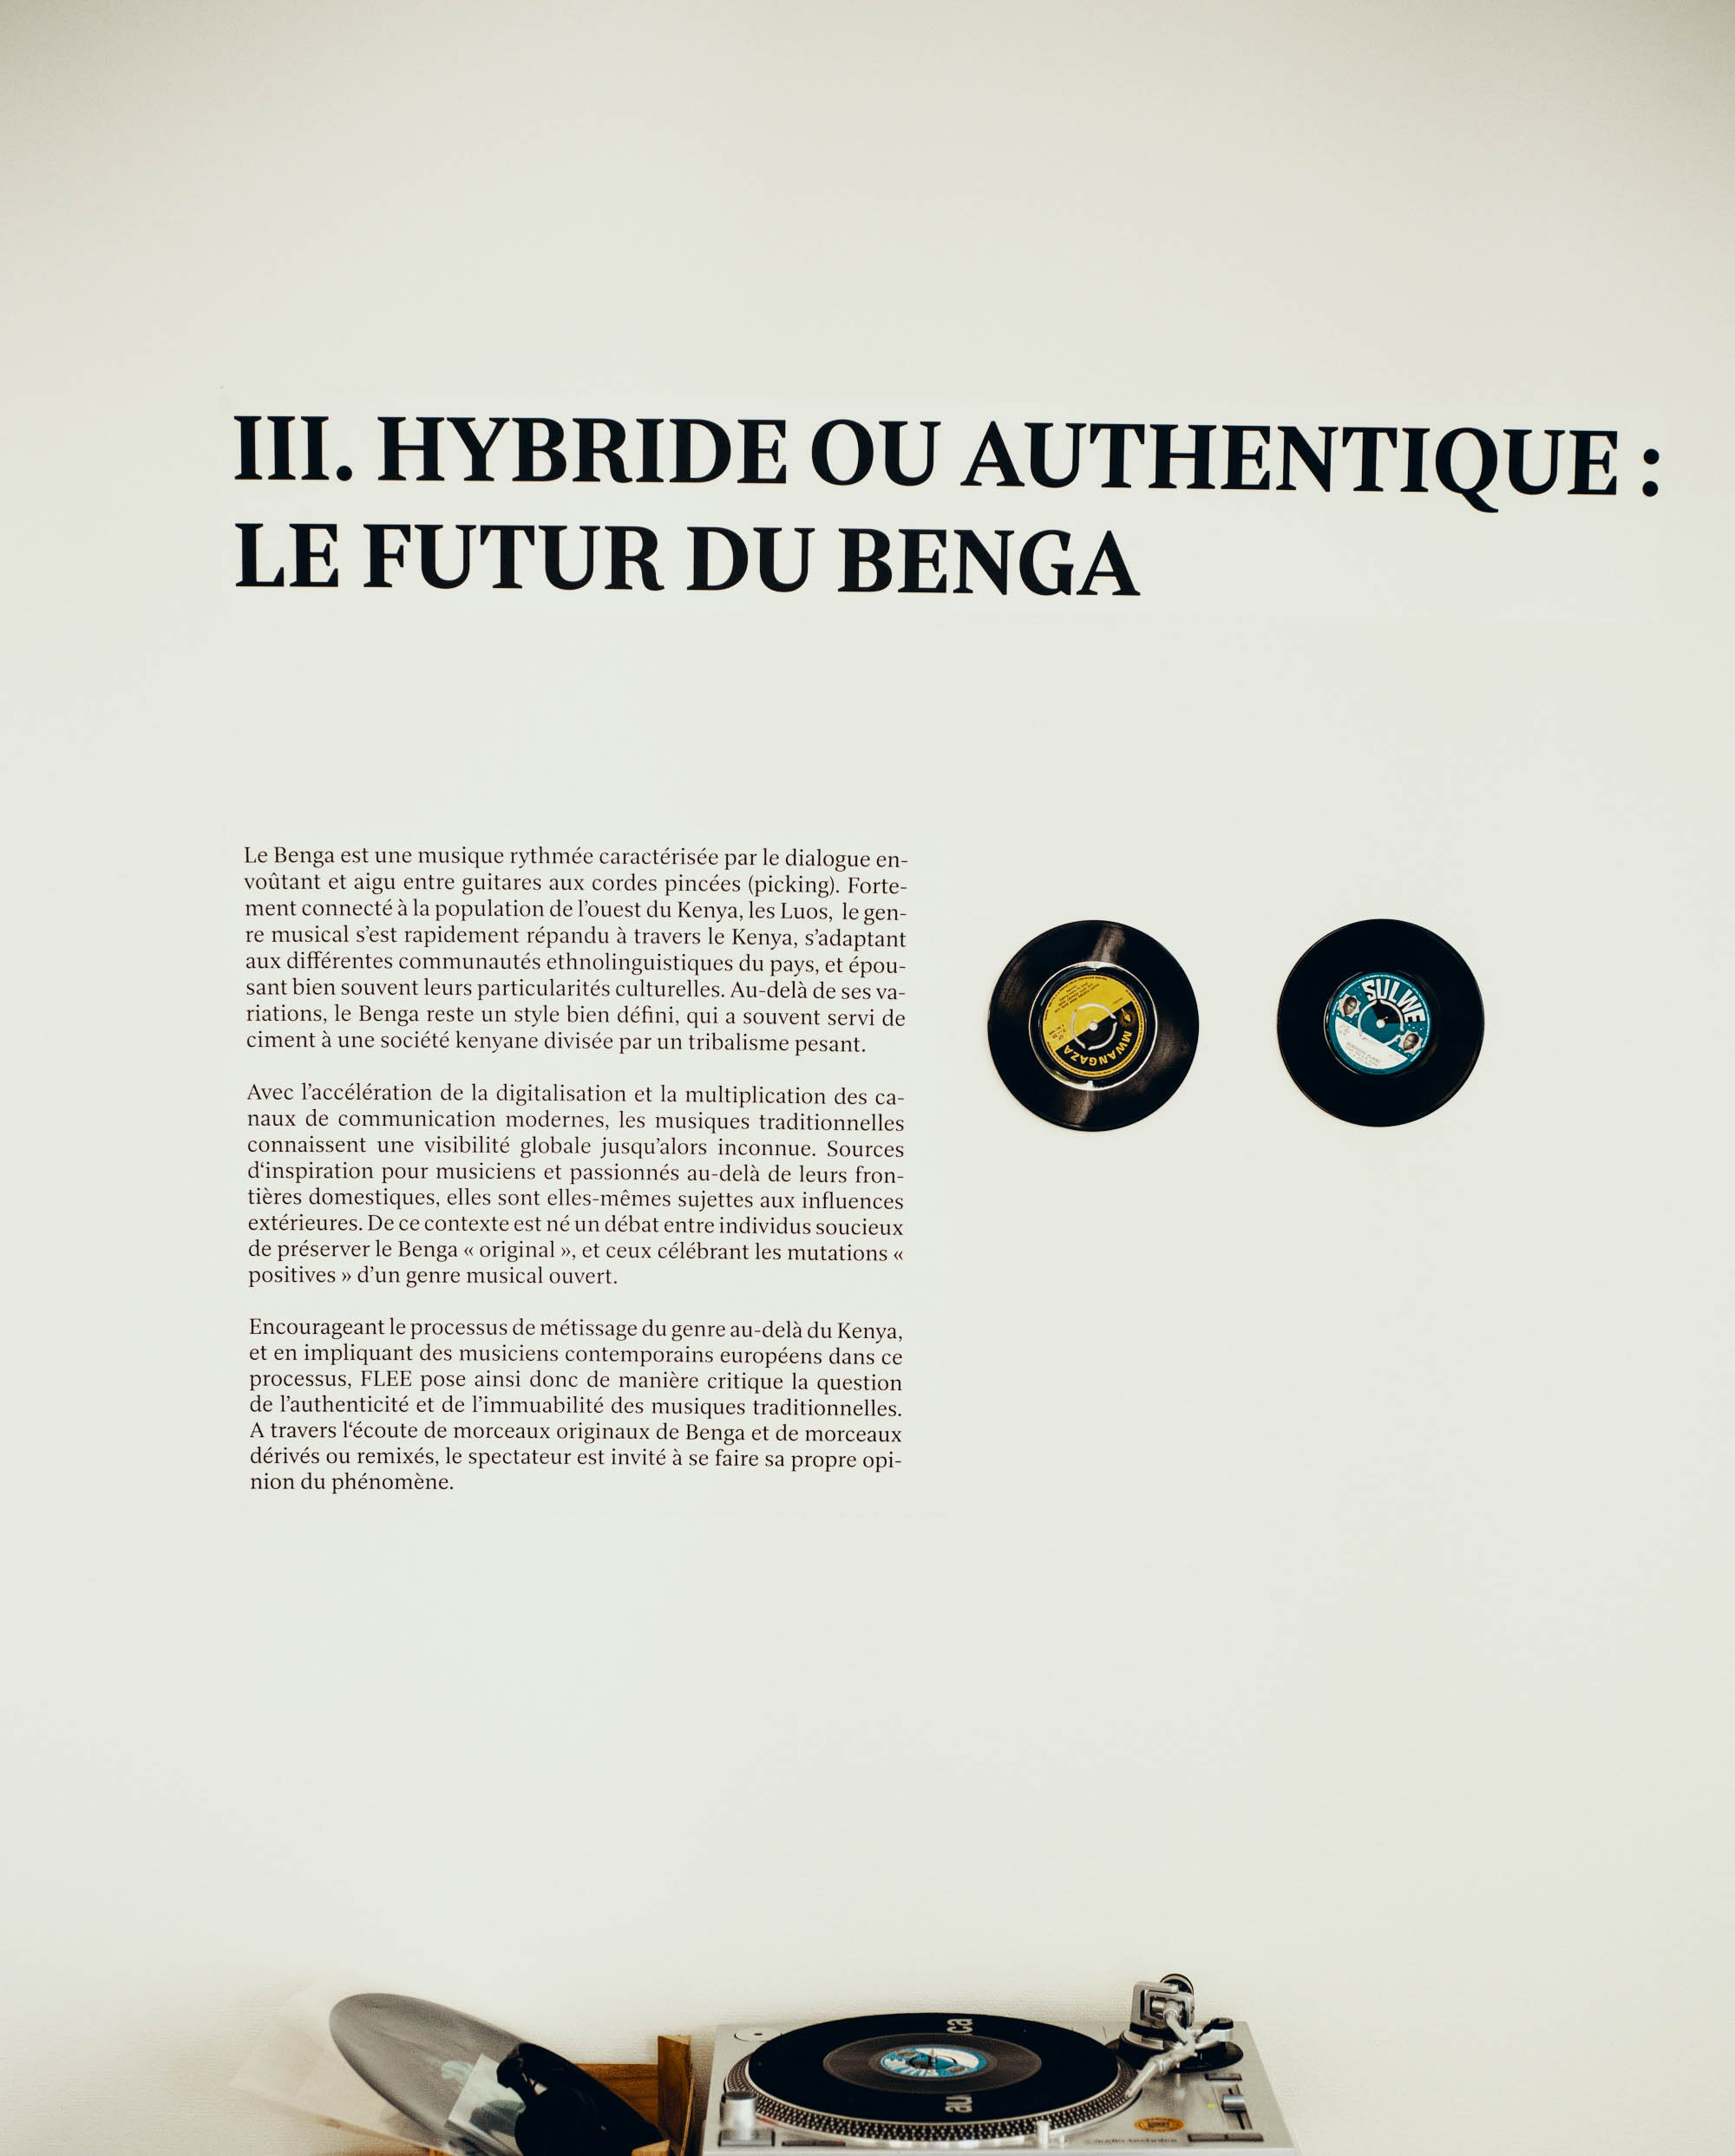 III. HYBRIDE OU AUTHENTIQUE :
LE FUTUR DU BENGA
Le Benga est une musique rythmée caractérisée par le dialogue en-
voûtant et aigu entre guitares aux cordes pincées (picking). Forte-
ment connecté à la population de l’ouest du Kenya, les Luos, le gen-
re musical s’est rapidement répandu à travers le Kenya, s’adaptant
aux différentes communautés ethnolinguistiques du pays, et épou-
sant bien souvent leurs particularités culturelles. Au-delà de ses va-
riations, le Benga reste un style bien défini, qui a souvent servi de
ciment à une société kenyane divisée par un tribalisme pesant.
Avec l’accélération de la digitalisation et la multiplication des ca-
naux de communication modernes, les musiques traditionnelles
connaissent une visibilité globale jusqu’alors inconnue. Sources
d‘inspiration pour musiciens et passionnés au-delà de leurs fron-
tières domestiques, elles sont elles-mêmes sujettes aux influences
extérieures. De ce contexte est né un débat entre individus soucieux
de préserver le Benga « original », et ceux célébrant les mutations «
positives » d’un genre musical ouvert.
Encourageant le processus de métissage du genre au-delà du Kenya,
et en impliquant des musiciens contemporains européens dans ce
processus, FLEE pose ainsi donc de manière critique la question
de l’authenticité et de l’immuabilité des musiques traditionnelles.
A travers l‘écoute de morceaux originaux de Benga et de morceaux
dérivés ou remixés, le spectateur est invité à se faire sa propre opi-
nion du phénomène.
MWANGAZA
SULWE
au
ca
audio-technica